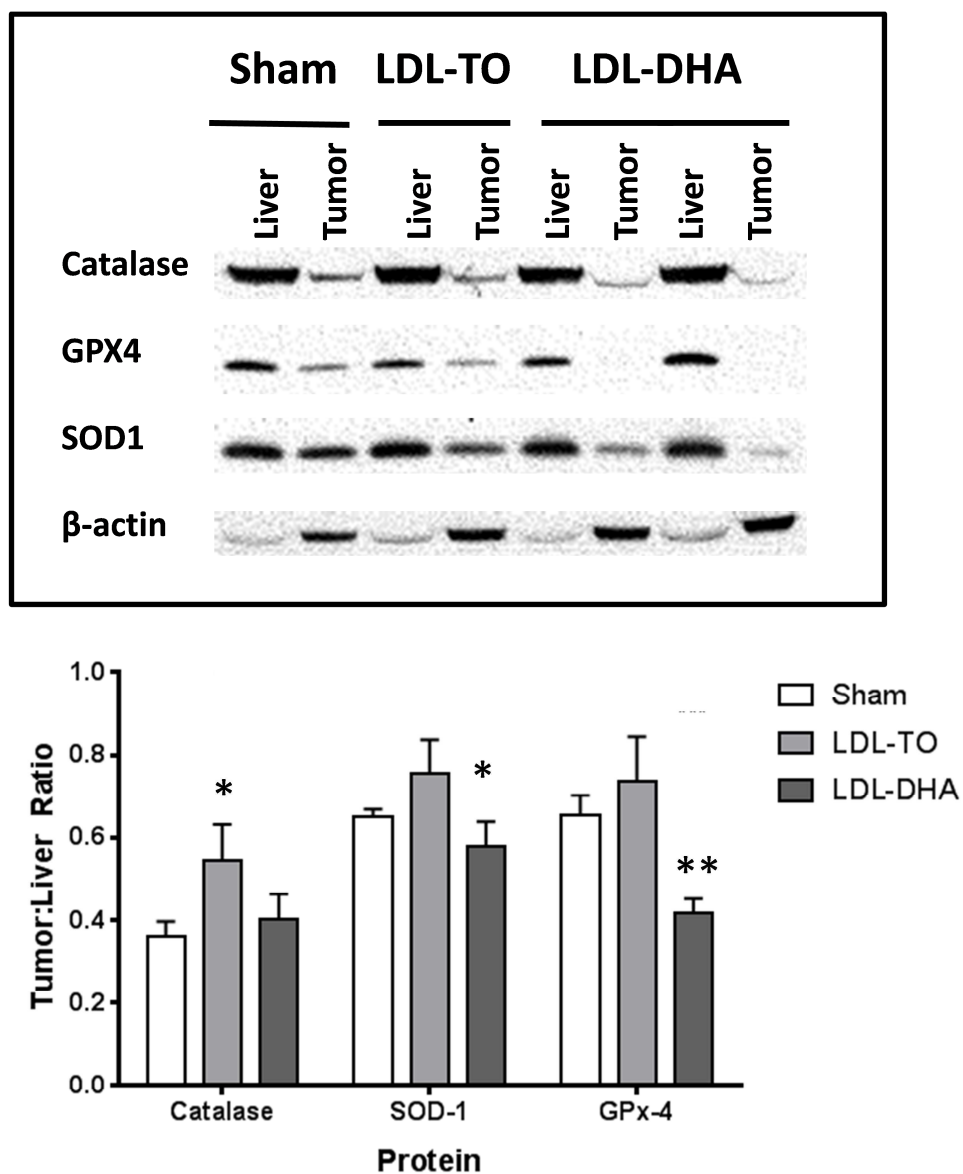 Sham LDL-TO LDL-DHA
Liver Tumor Liver Tumor Liver Tumor Liver Tumor
Catalase
GPX4
SOD1
β-actin
1.0
0.8
0.6
0.4
0.2
0.0
Tumor:Liver Ratio
*
*
**
Sham
LDL-TO
LDL-DHA
Catalase SOD-1 GPx-4
Protein